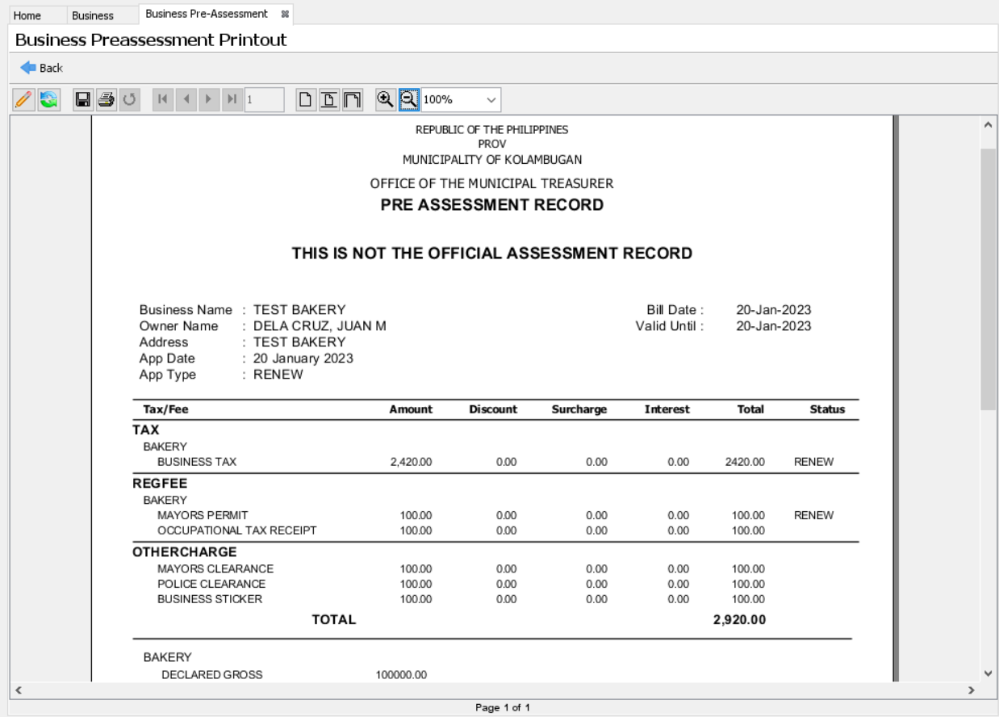 Home Business Business Pre-Assessment
Business Preassessment Printout
Back
1 100%
REPUBLIC OF THE PHILIPPINES
PROV
MUNICIPALITY OF KOLAMBUGAN
OFFICE OF THE MUNICIPAL TREASURER
PRE ASSESSMENT RECORD
THIS IS NOT THE OFFICIAL ASSESSMENT RECORD
Business Name : TEST BAKERY Bill Date : 20-Jan-2023
Owner Name : DELA CRUZ, JUAN M Valid Until : 20-Jan-2023
Address : TEST BAKERY
App Date : 20 January 2023
App Type : RENEW
Tax/Fee Amount Discount Surcharge Interest Total Status
TAX
BAKERY
BUSINESS TAX 2,420.00 0.00 0.00 0.00 2420.00 RENEW
REGFEE
BAKERY
MAYORS PERMIT 100.00 0.00 0.00 0.00 100.00 RENEW
OCCUPATIONAL TAX RECEIPT 100.00 0.00 0.00 0.00 100.00
OTHERCHARGE
MAYORS CLEARANCE 100.00 0.00 0.00 0.00 100.00
POLICE CLEARANCE 100.00 0.00 0.00 0.00 100.00
BUSINESS STICKER 100.00 0.00 0.00 0.00 100.00
TOTAL 2,920.00
BAKERY
DECLARED GROSS 100000.00
Page 1 of 1